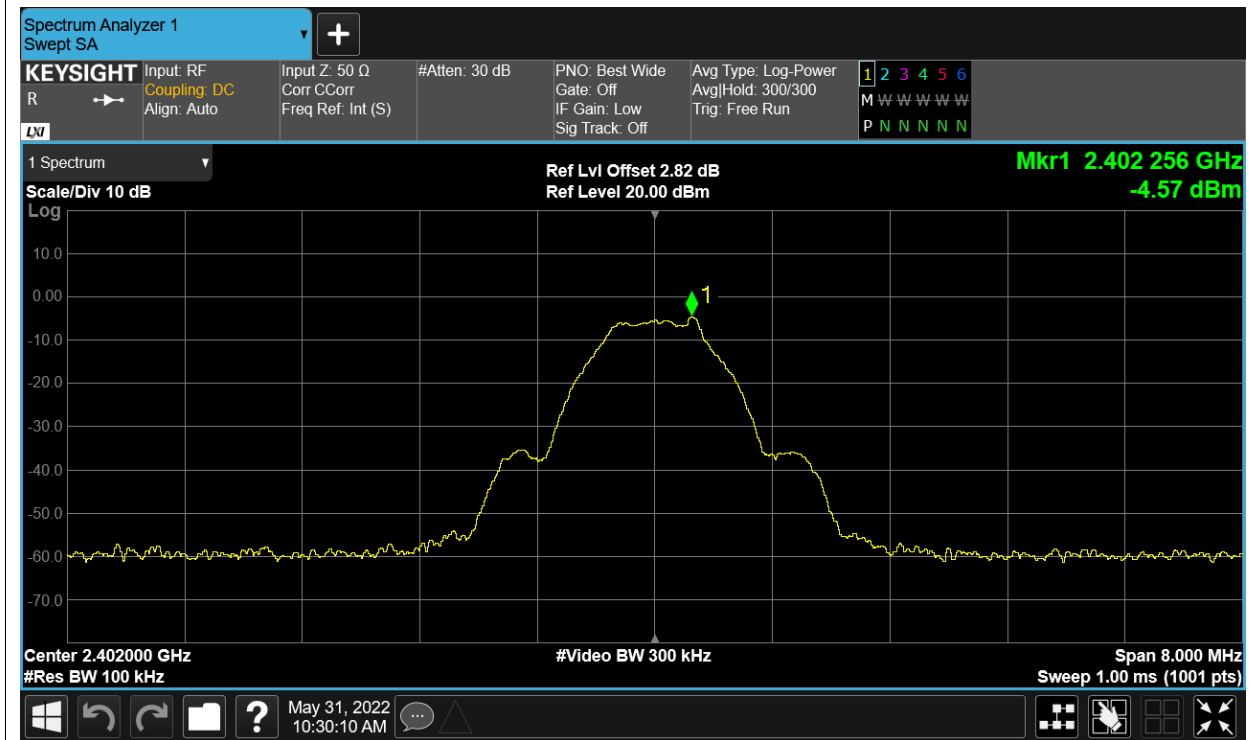 Spectrum Analyzer 1
Swept SA
KEYSIGHT
R
LXI
Input: RF
Coupling: DC
Align: Auto
Input Z: 50 Ω
Corr CCorr
Freq Ref: Int (S)
#Atten: 30 dB
PNO: Best Wide
Gate: Off
IF Gain: Low
Sig Track: Off
Avg Type: Log-Power
Avg|Hold: 300/300
Trig: Free Run
1 2 3 4 5 6
M W W W W W
P N N N N N
1 Spectrum
Scale/Div 10 dB
Log
Ref Lvl Offset 2.82 dB
Ref Level 20.00 dBm
Mkr1 2.402 256 GHz
-4.57 dBm
10.0
0.00
-10.0
-20.0
-30.0
-40.0
-50.0
-60.0
-70.0
1
Center 2.402000 GHz
#Res BW 100 kHz
#Video BW 300 kHz
Span 8.000 MHz
Sweep 1.00 ms (1001 pts)
?
May 31, 2022
10:30:10 AM